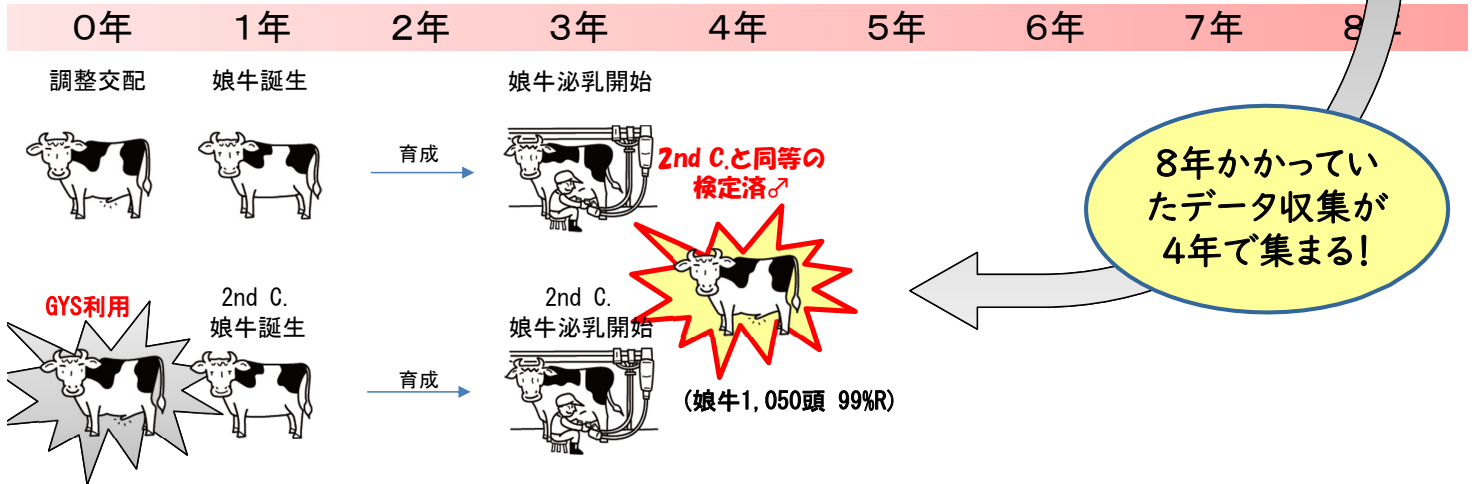 0年 1年 2年 3年 4年 5年 6年 7年 8年
調整交配 娘牛誕生 娘牛泌乳開始
育成
2nd C.と同等の
検定済♂
8年かかってい
たデータ収集が
4年で集まる!
GYS利用
2nd C.
娘牛誕生
育成
2nd C.
娘牛泌乳開始
(娘牛1,050頭 99%R)